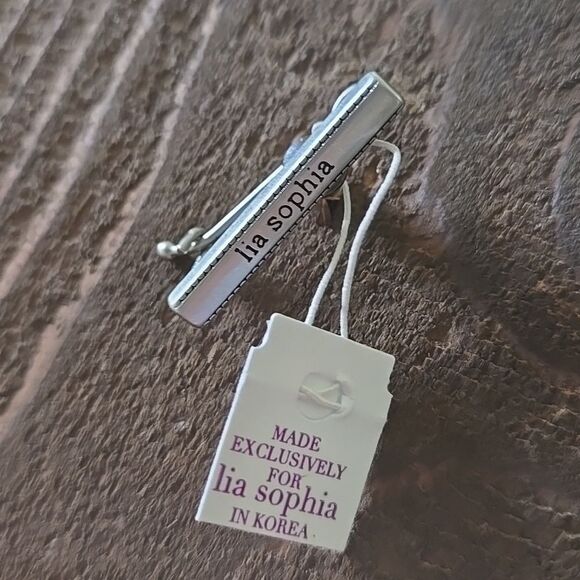 lia sophia
MADE
EXCLUSIVELY
FOR
lia sophia
IN KOREA